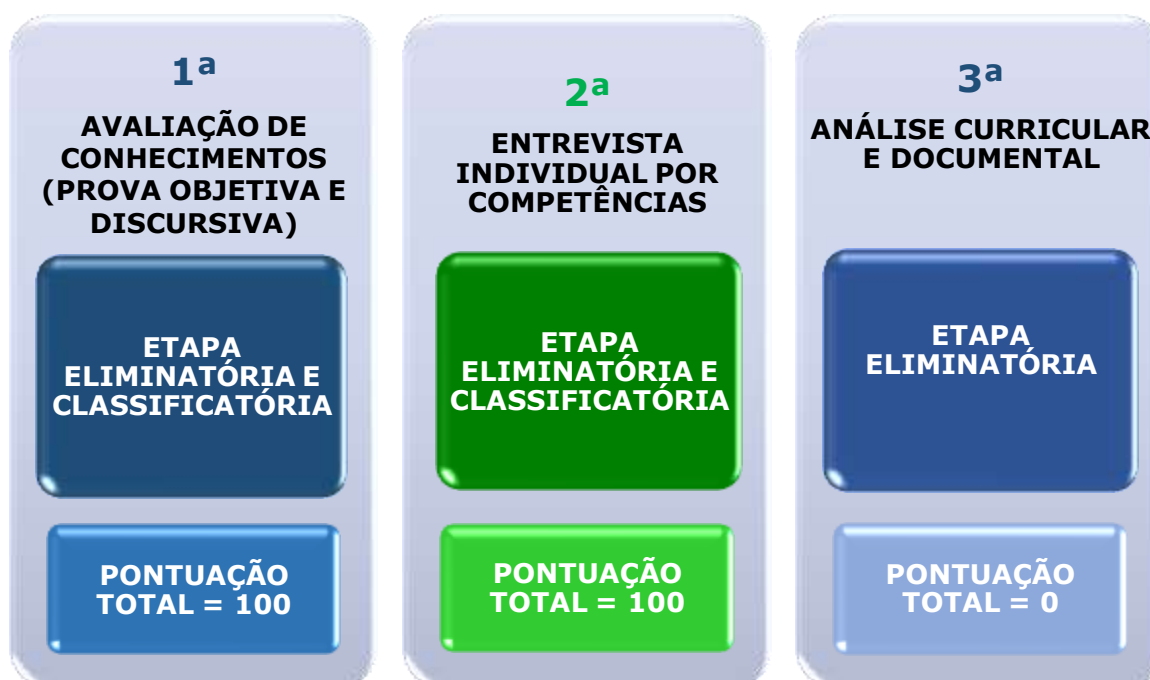 1ª
AVALIAÇÃO DE
CONHECIMENTOS
(PROVA OBJETIVA E
DISCURSIVA)
ETAPA
ELIMINATÓRIA E
CLASSIFICATÓRIA
PONTUAÇÃO
TOTAL = 100
2ª
ENTREVISTA
INDIVIDUAL POR
COMPETÊNCIAS
ETAPA
ELIMINATÓRIA E
CLASSIFICATÓRIA
PONTUAÇÃO
TOTAL = 100
3ª
ANÁLISE CURRICULAR
E DOCUMENTAL
ETAPA
ELIMINATÓRIA
PONTUAÇÃO
TOTAL = 0